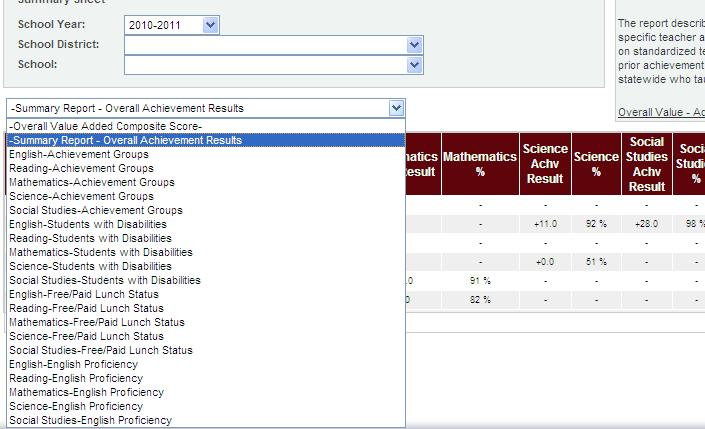 School Year: 2010-2011
School District:
School:
The report describ
specific teacher a
on standardized te
prior achievement
statewide who tau
Overall Value - Ac
-Summary Report - Overall Achievement Results
-Overall Value Added Composite Score-
-Summary Report - Overall Achievement Results
English-Achievement Groups
Reading-Achievement Groups
Mathematics-Achievement Groups
Science-Achievement Groups
Social Studies-Achievement Groups
English-Students with Disabilities
Reading-Students with Disabilities
Mathematics-Students with Disabilities
Science-Students with Disabilities
Social Studies-Students with Disabilities
English-Free/Paid Lunch Status
Reading-Free/Paid Lunch Status
Mathematics-Free/Paid Lunch Status
Science-Free/Paid Lunch Status
Social Studies-Free/Paid Lunch Status
English-English Proficiency
Reading-English Proficiency
Mathematics-English Proficiency
Science-English Proficiency
Social Studies-English Proficiency
natics
esult
Mathematics
%
Science
Achv
Result
Science
%
Social
Studies
Achv
Result
Soci
Studi
%
- - - - -
- +11.0 92 % +28.0 98 %
- - - - -
- +0.0 51 % - -
.0 91 % - - - -
0 82 % - - - -